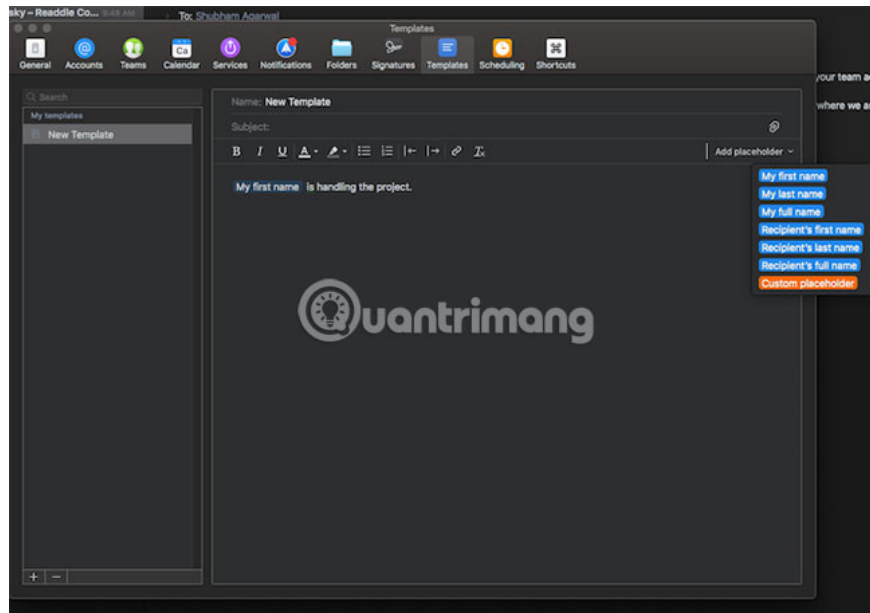 sky – Readdle Co... 9:48 AM
To: Shubham Agarwal
Templates
General Accounts Teams Calendar Services Notifications Folders Signatures Templates Scheduling Shortcuts
your team a
where we a
Search
My templates
New Template
Name: New Template
Subject:
B I U A Tx Add placeholder
My first name is handling the project.
My first name
My last name
My full name
Recipient's first name
Recipient's last name
Recipient's full name
Custom placeholder
Quantrimang
+ −